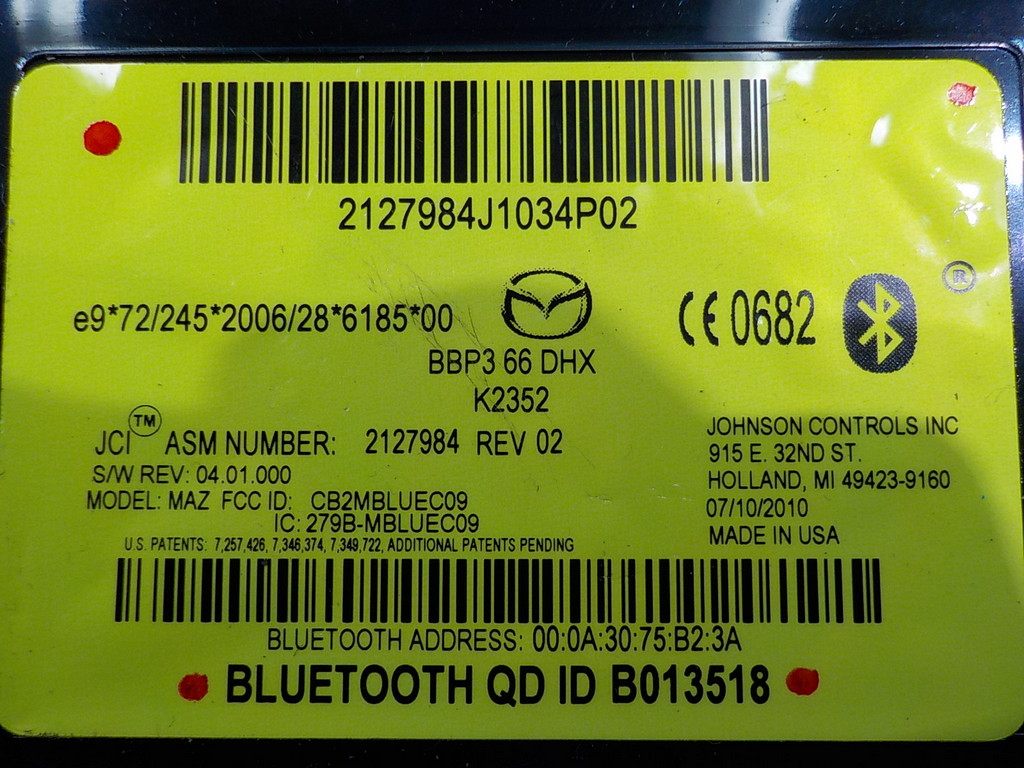 2127984J1034P02
e9*72/245*2006/28*6185*00
CE 0682
®
BBP3 66 DHX
K2352
JCI™ ASM NUMBER: 2127984 REV 02
S/W REV: 04.01.000
MODEL: MAZ FCC ID: CB2MBLUEC09
IC: 279B-MBLUEC09
U.S. PATENTS: 7,257,426, 7,346,374, 7,349,722, ADDITIONAL PATENTS PENDING
JOHNSON CONTROLS INC
915 E. 32ND ST.
HOLLAND, MI 49423-9160
07/10/2010
MADE IN USA
BLUETOOTH ADDRESS: 00:0A:30:75:B2:3A
BLUETOOTH QD ID B013518